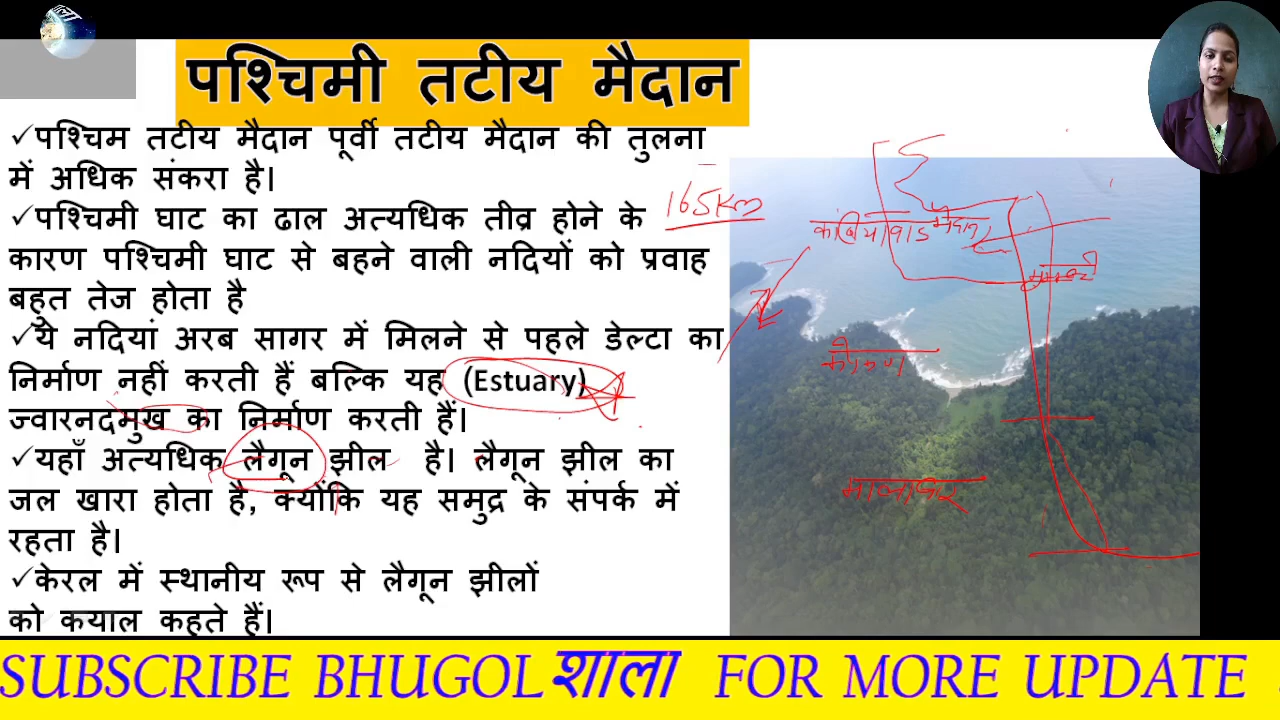 पश्चिमी तटीय मैदान
✓पश्चिम तटीय मैदान पूर्वी तटीय मैदान की तुलना
में अधिक संकरा है।
✓पश्चिमी घाट का ढाल अत्यधिक तीव्र होने के
165Km
कारण पश्चिमी घाट से बहने वाली नदियों को प्रवाह
बहुत तेज होता है
✓ये नदियां अरब सागर में मिलने से पहले डेल्टा का
निर्माण नहीं करती हैं बल्कि यह (Estuary)
ज्वारनदमुख का निर्माण करती हैं।
✓यहाँ अत्यधिक लैगून झील है। लैगून झील का
जल खारा होता है, क्योंकि यह समुद्र के संपर्क में
रहता है।
✓केरल में स्थानीय रूप से लैगून झीलों
को कयाल कहते हैं।
मैदान
कोंकण
मालाबार
SUBSCRIBE BHUGOL शाला FOR MORE UPDATE